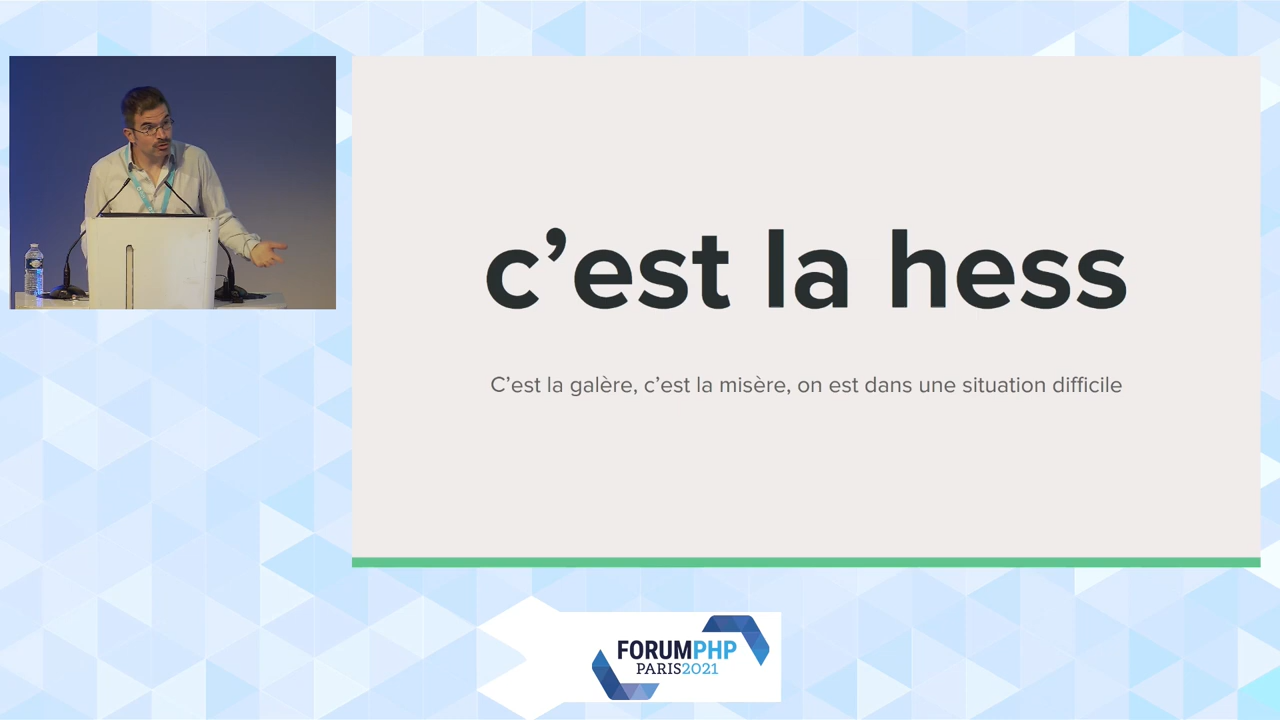 c’est la hess
C’est la galère, c’est la misère, on est dans une situation difficile
FORUMPHP
PARIS2021